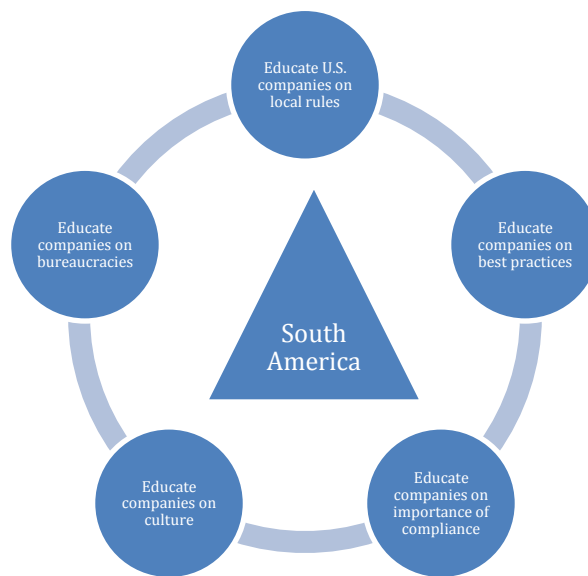 Educate U.S.
companies on
local rules
Educate
companies on
best practices
Educate
companies on
importance of
compliance
Educate
companies on
culture
Educate
companies on
bureaucracies
South
America